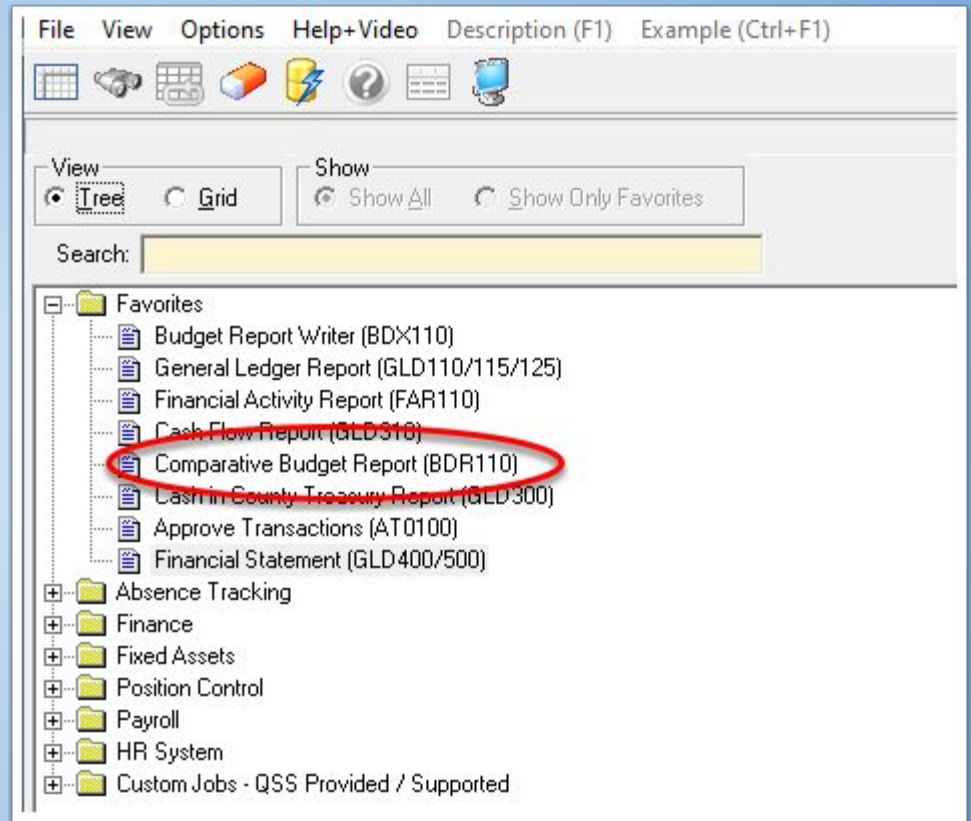 File View Options Help+Video Description (F1) Example (Ctrl+F1)
View Show
Tree Grid Show All Show Only Favorites
Search:
Favorites
Budget Report Writer (BDX110)
General Ledger Report (GLD110/115/125)
Financial Activity Report (FAR110)
Cash Flow Report (GLD318)
Comparative Budget Report (BDR110)
Cash in County Treasury Report (GLD300)
Approve Transactions (AT0100)
Financial Statement (GLD400/500)
Absence Tracking
Finance
Fixed Assets
Position Control
Payroll
HR System
Custom Jobs - QSS Provided / Supported